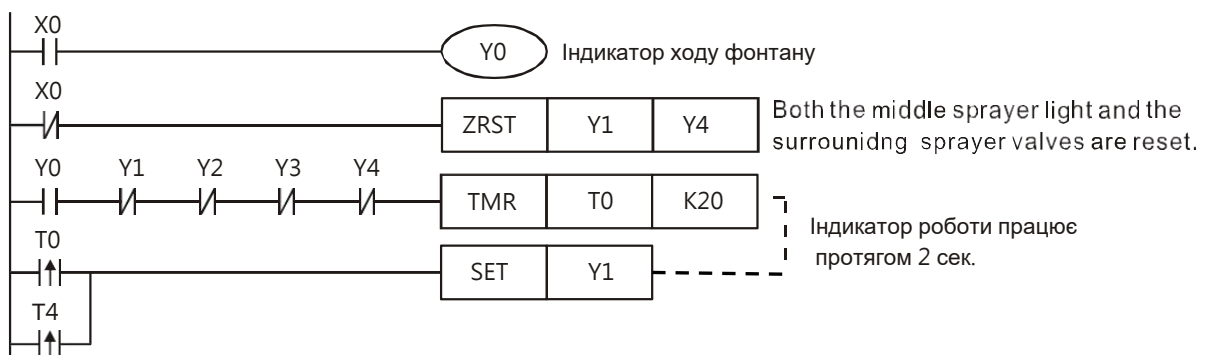 X0
Y0 Індикатор ходу фонтану
X0
ZRST Y1 Y4 Both the middle sprayer light and the
surrounidng sprayer valves are reset.
Y0 Y1 Y2 Y3 Y4
TMR T0 K20
Індикатор роботи працює
протягом 2 сек.
T0
SET Y1
T4